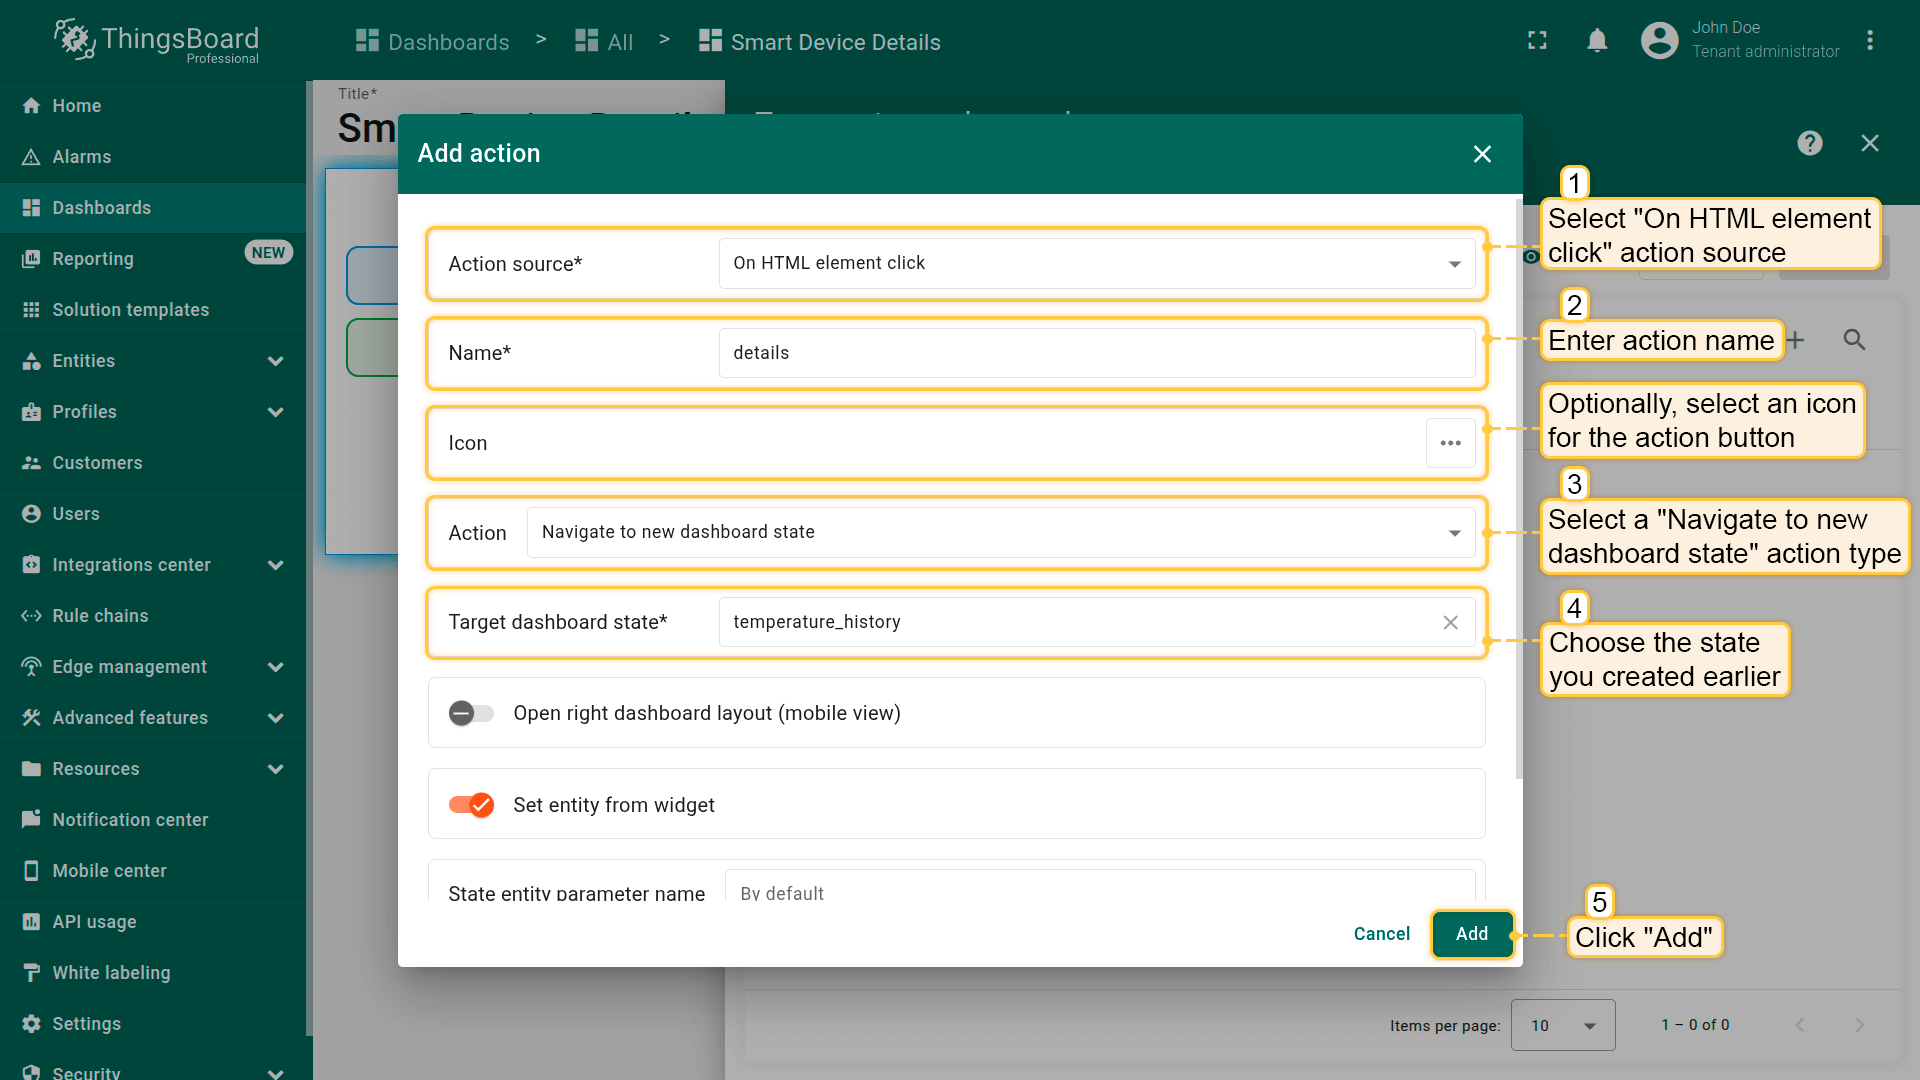 ThingsBoard
Professional
Dashboards > All > Smart Device Details
John Doe
Tenant administrator
Home
Alarms
Dashboards
Reporting
NEW
Solution templates
Entities
Profiles
Customers
Users
Integrations center
Rule chains
Edge management
Advanced features
Resources
Notification center
Mobile center
API usage
White labeling
Settings
Security
Title*
Add action
Action source*
On HTML element click
Name*
details
Icon
Action
Navigate to new dashboard state
Target dashboard state*
temperature_history
Open right dashboard layout (mobile view)
Set entity from widget
State entity parameter name
By default
Cancel
Add
1
Select "On HTML element
click" action source
2
Enter action name
Optionally, select an icon
for the action button
3
Select a "Navigate to new
dashboard state" action type
4
Choose the state
you created earlier
5
Click "Add"
Items per page:
10
1 – 0 of 0